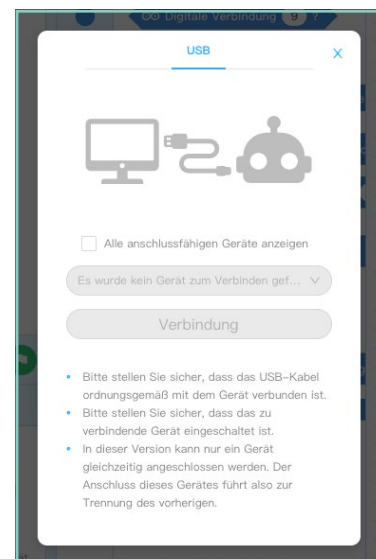 Digitale Verbindung 9 ?
USB
Alle anschlussfähigen Geräte anzeigen
Es wurde kein Gerät zum Verbinden gef...
Verbindung
Bitte stellen Sie sicher, dass das USB-Kabel
ordnungsgemäß mit dem Gerät verbunden ist.
Bitte stellen Sie sicher, dass das zu
verbindende Gerät eingeschaltet ist.
In dieser Version kann nur ein Gerät
gleichzeitig angeschlossen werden. Der
Anschluss dieses Gerätes führt also zur
Trennung des vorherigen.